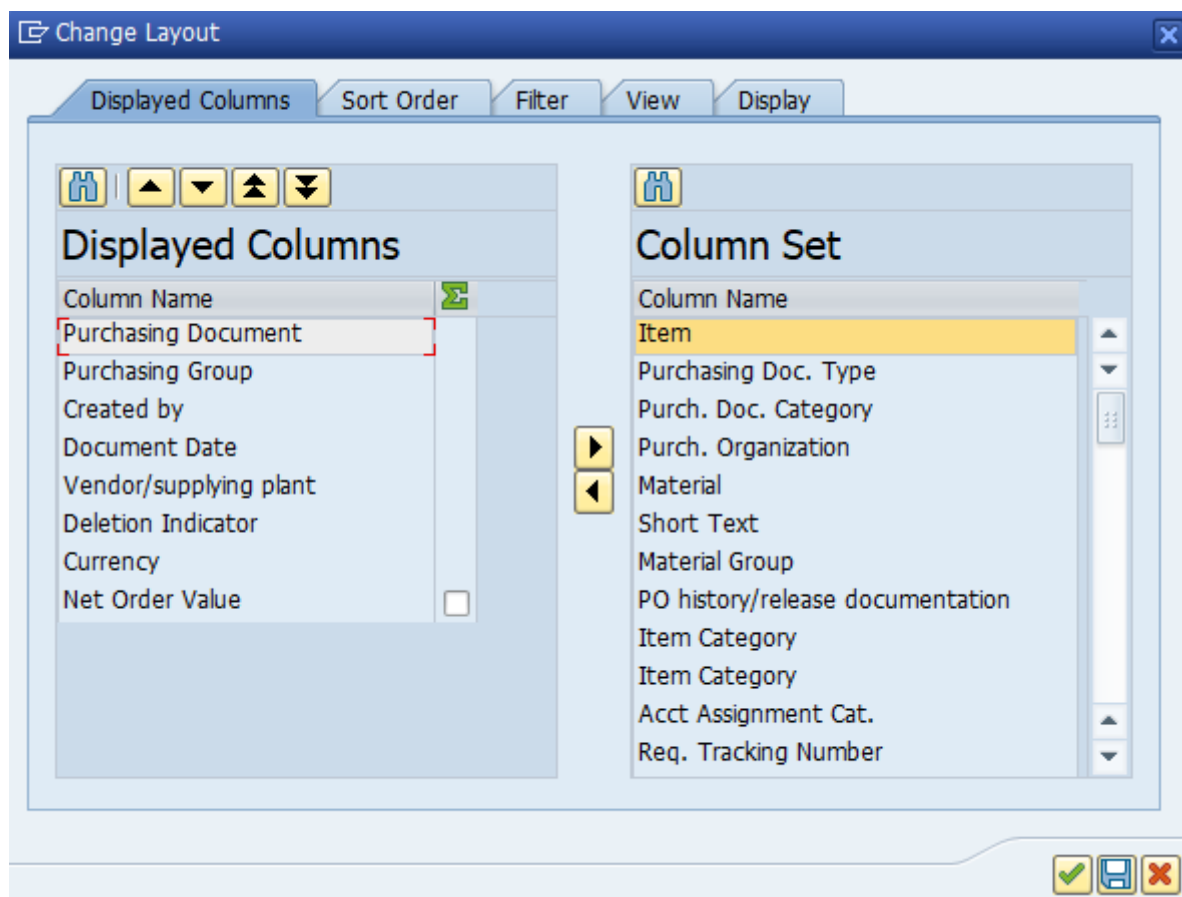 Change Layout
Displayed Columns
Sort Order
Filter
View
Display
Displayed Columns
Column Name
Purchasing Document
Purchasing Group
Created by
Document Date
Vendor/supplying plant
Deletion Indicator
Currency
Net Order Value
Column Set
Column Name
Item
Purchasing Doc. Type
Purch. Doc. Category
Purch. Organization
Material
Short Text
Material Group
PO history/release documentation
Item Category
Item Category
Acct Assignment Cat.
Req. Tracking Number